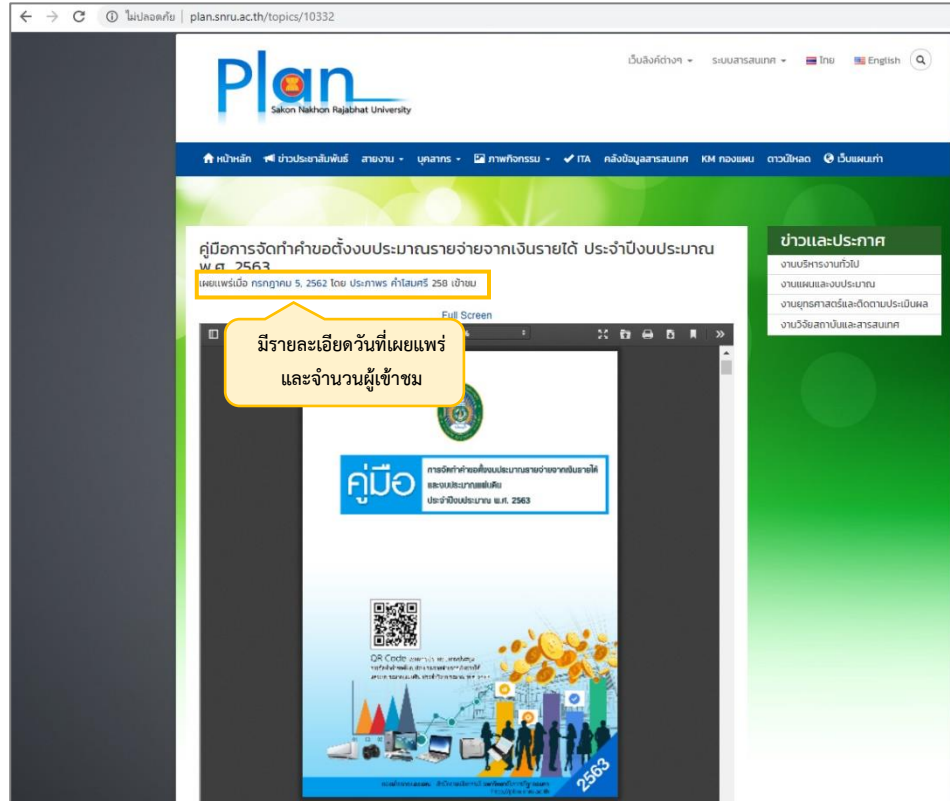 ไม่ปลอดภัย | plan.snru.ac.th/topics/10332
เว็บลิงค์ต่างๆ ระบบสารสนเทศ ไทย English
Plan
Sakon Nakhon Rajabhat University
หน้าหลัก ข่าวประชาสัมพันธ์ สายงาน บุคลากร ภาพกิจกรรม ITA คลังข้อมูลสารสนเทศ KM กองแผน ดาวน์โหลด เว็บแผนเก่า
คู่มือการจัดทำคำขอตั้งงบประมาณรายจ่ายจากเงินรายได้ ประจำปีงบประมาณ
พ.ศ. 2563
เผยแพร่เมื่อ กรกฎาคม 5, 2562 โดย ประภาพร คำโสมศรี 258 เข้าชม
ข่าวและประกาศ
งานบริหารงานทั่วไป
งานแผนและงบประมาณ
งานยุทธศาสตร์และติดตามประเมินผล
งานวิจัยสถาบันและสารสนเทศ
Full Screen
มีรายละเอียดวันที่เผยแพร่
และจำนวนผู้เข้าชม
คู่มือ
การจัดทำคำขอตั้งงบประมาณรายจ่ายจากเงินรายได้
และงบประมาณแผ่นดิน
ประจำปีงบประมาณ พ.ศ. 2563
QR Code
2563